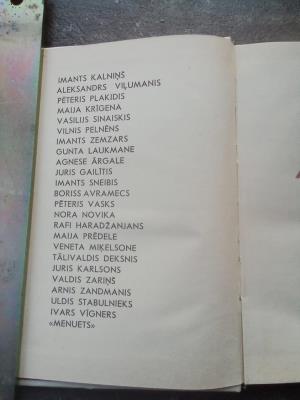 IMANTS KALNIŅŠ
ALEKSANDRS VIĻUMANIS
PĒTERIS PLAKIDIS
MAIJA KRĪGENA
VASILIJS SINAISKIS
VILNIS PELNĒNS
IMANTS ZEMZARS
GUNTA LAUKMANE
AGNESE ĀRGALE
JURIS GAILĪTIS
IMANTS SNEIBIS
BORISS AVRAMECS
PĒTERIS VASKS
NORA NOVIKA
RAFI HARADŽANJANS
MAIJA PRĒDELE
VENETA MIĶELSONE
TĀLIVALDIS DEKSNIS
JURIS KARLSONS
VALDIS ZARIŅŠ
ARNIS ZANDMANIS
ULDIS STABULNIEKS
IVARS VĪGNERS
«MENUETS»